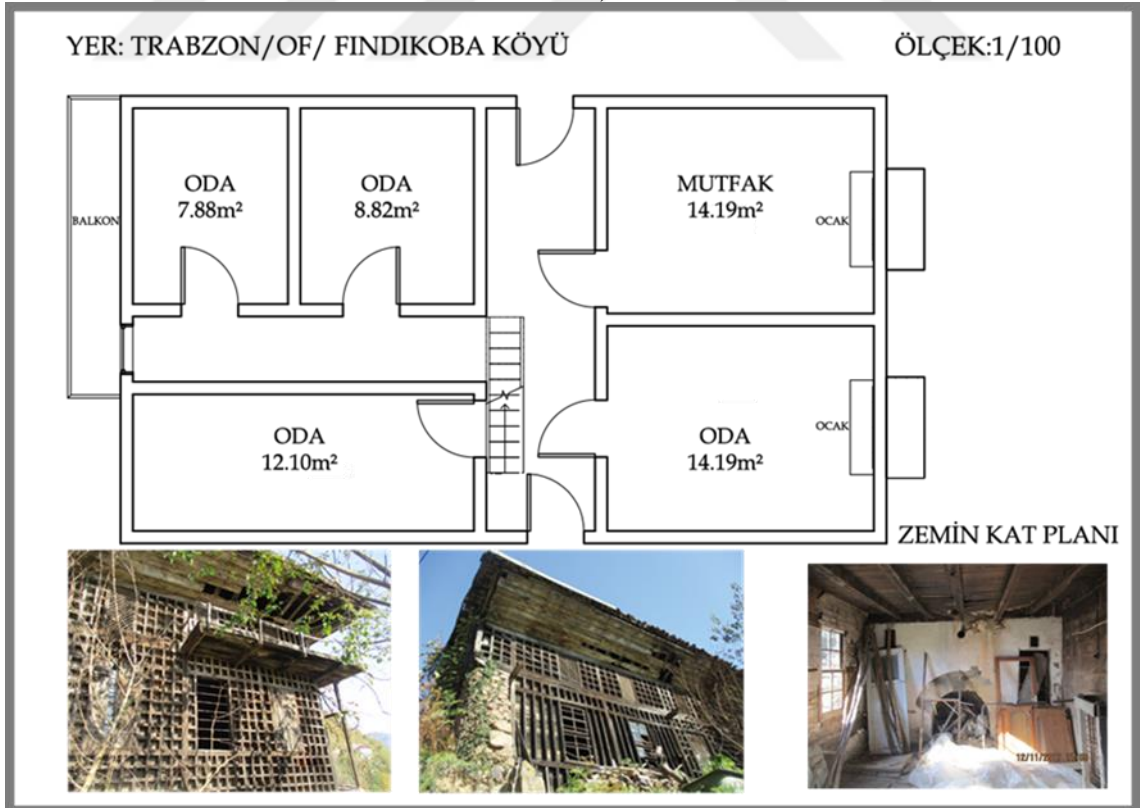 YER: TRABZON/OF/ FINDIKOBA KÖYÜ
ÖLÇEK:1/100
ODA
7.88m²
ODA
8.82m²
MUTFAK
14.19m²
BALKON
OCAK
ODA
12.10m²
ODA
14.19m²
OCAK
ZEMİN KAT PLANI